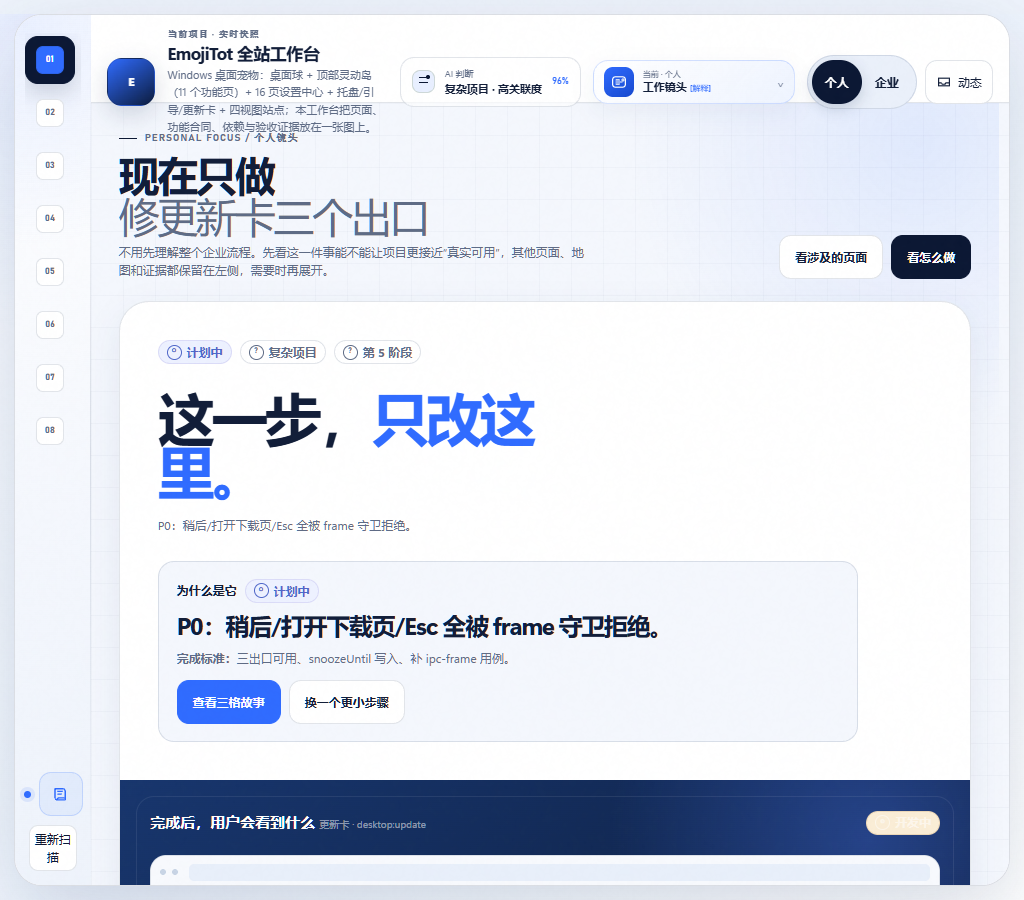 01
02
03
04
05
06
07
08
重新扫
描
E
当前项目 · 实时快照
EmojiTot 全站工作台
Windows 桌面宠物：桌面球 + 顶部灵动岛
（11 个功能页）+ 16 页设置中心 + 托盘/引
导/更新卡 + 四视图站点；本工作台把页面、
功能合同、依赖与验收证据放在一张图上。
AI 判断
复杂项目 · 高关联度
96%
当前 · 个人
工作镜头 [解释]
个人
企业
动态
PERSONAL FOCUS / 个人镜头
现在只做
修更新卡三个出口
不用先理解整个企业流程。先看这一件事能不能让项目更接近“真实可用”，其他页面、地
图和证据都保留在左侧，需要时再展开。
看涉及的页面
看怎么做
计划中
? 复杂项目
? 第 5 阶段
这一步，只改这
里。
P0：稍后/打开下载页/Esc 全被 frame 守卫拒绝。
为什么是它
计划中
P0：稍后/打开下载页/Esc 全被 frame 守卫拒绝。
完成标准：三出口可用、snoozeUntil 写入、补 ipc-frame 用例。
查看三格故事
换一个更小步骤
完成后，用户会看到什么 更新卡 · desktop:update
开发中